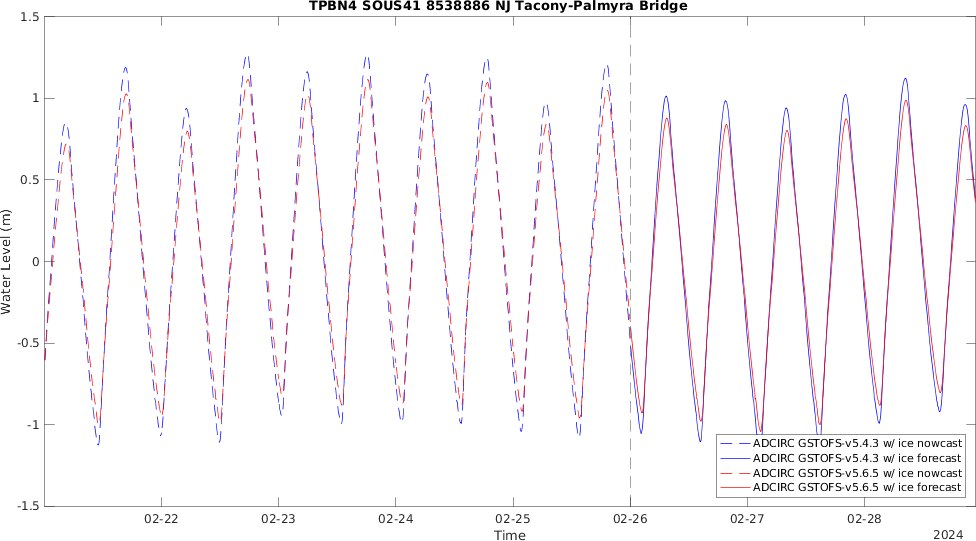 TPBN4 SOUS41 8538886 NJ Tacony-Palmyra Bridge
1.5
1
0.5
0
-0.5
-1
-1.5
Water Level (m)
02-22
02-23
02-24
02-25
02-26
02-27
02-28
Time
2024
ADCIRC GSTOFS-v5.4.3 w/ ice nowcast
ADCIRC GSTOFS-v5.4.3 w/ ice forecast
ADCIRC GSTOFS-v5.6.5 w/ ice nowcast
ADCIRC GSTOFS-v5.6.5 w/ ice forecast